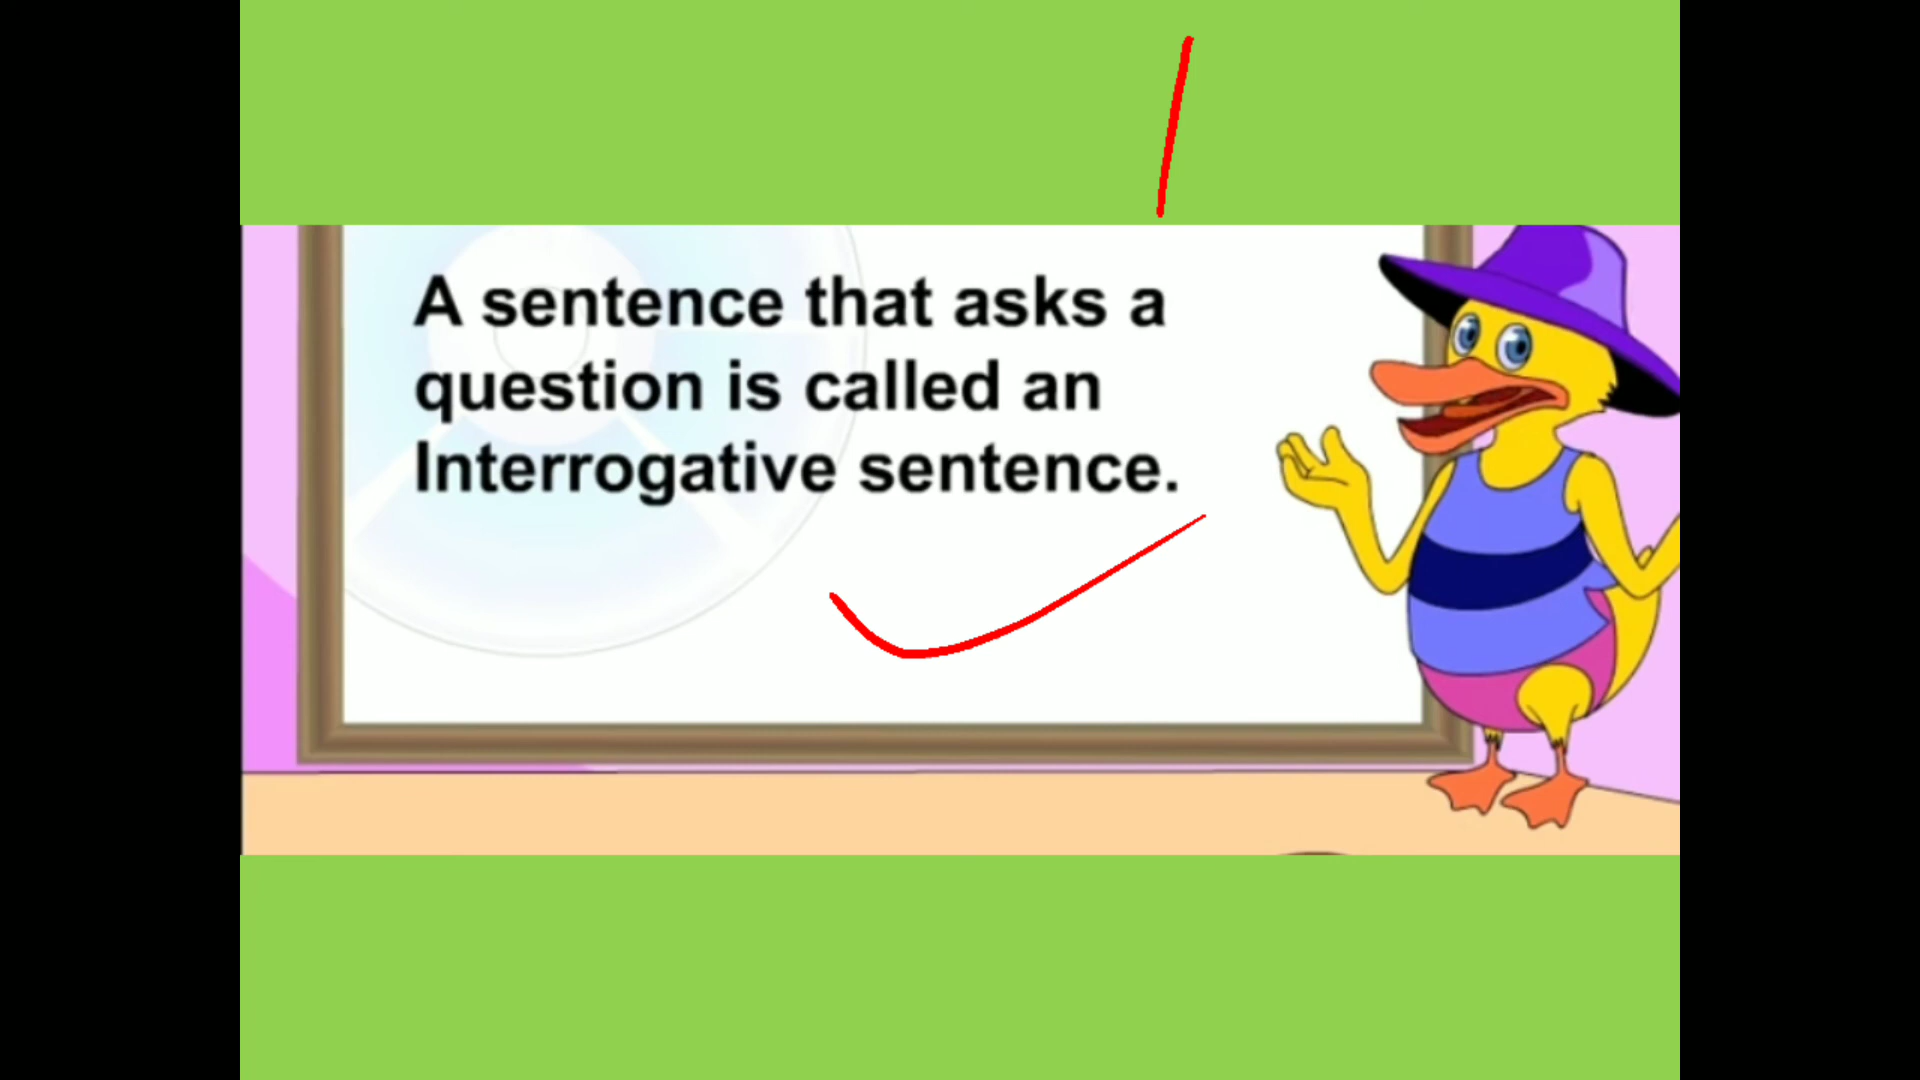 A sentence that asks a
question is called an
Interrogative sentence.